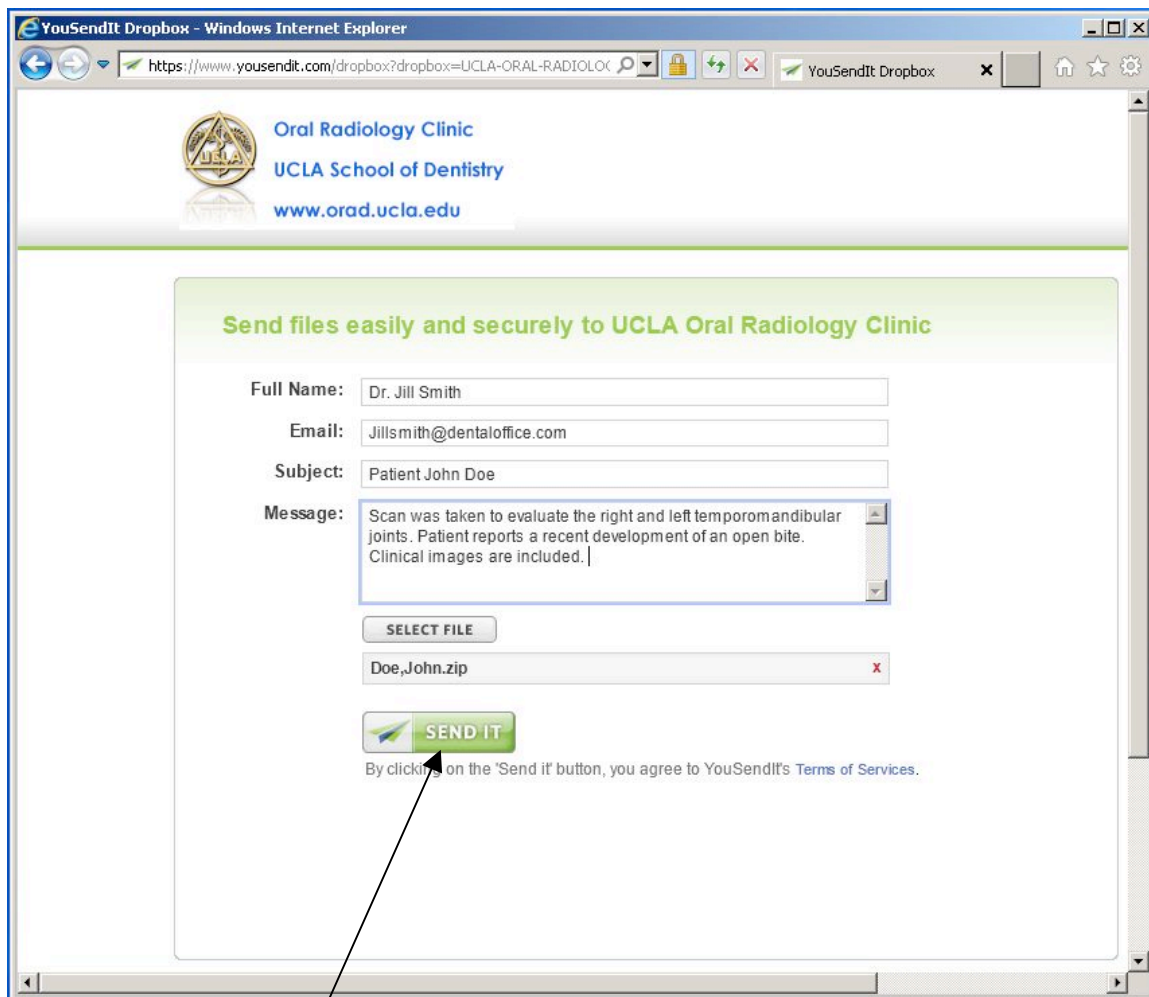 YouSendIt Dropbox - Windows Internet Explorer
https://www.yousendit.com/dropbox?dropbox=UCLA-ORAL-RADIOLO
YouSendIt Dropbox
UCLA
Oral Radiology Clinic
UCLA School of Dentistry
www.orad.ucla.edu
Send files easily and securely to UCLA Oral Radiology Clinic
Full Name: Dr. Jill Smith
Email: Jillsmith@dentaloffice.com
Subject: Patient John Doe
Message: Scan was taken to evaluate the right and left temporomandibular
joints. Patient reports a recent development of an open bite.
Clinical images are included.
SELECT FILE
Doe,John.zip x
SEND IT
By clicking on the 'Send it' button, you agree to YouSendIt's Terms of Services.